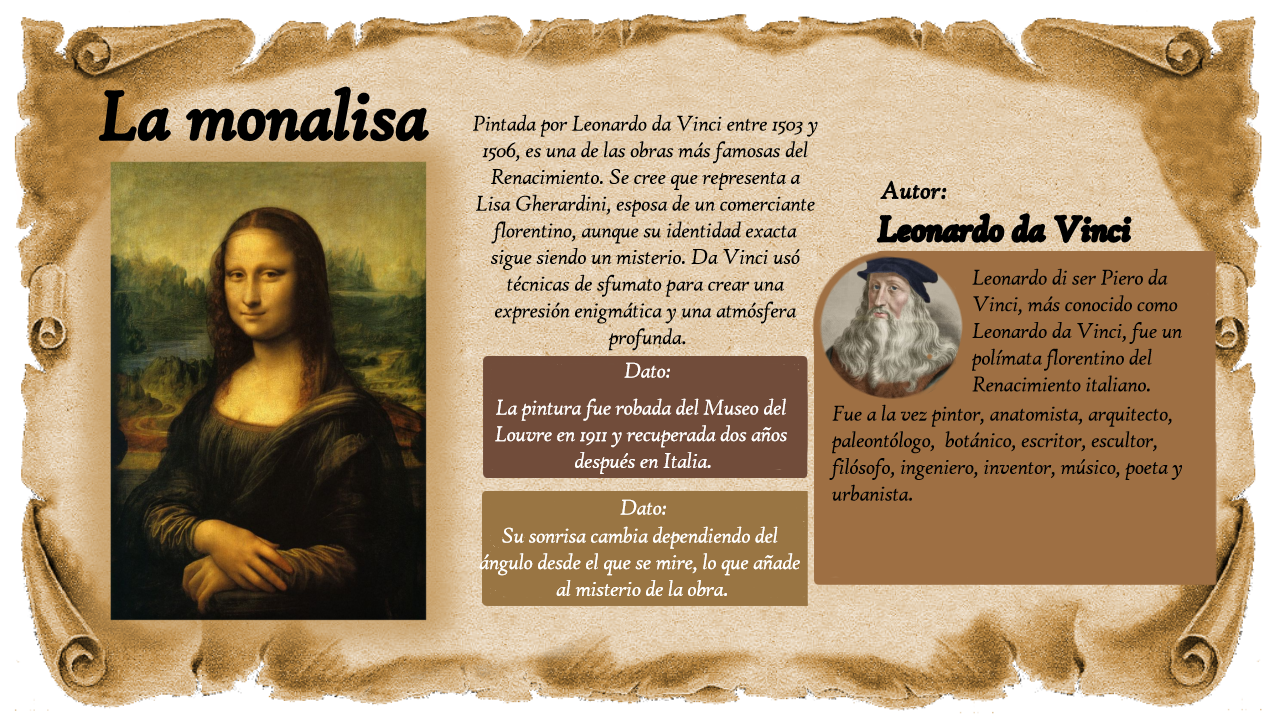 La monalisa
Pintada por Leonardo da Vinci entre 1503 y
1506, es una de las obras más famosas del
Renacimiento. Se cree que representa a
Lisa Gherardini, esposa de un comerciante
florentino, aunque su identidad exacta
sigue siendo un misterio. Da Vinci usó
técnicas de sfumato para crear una
expresión enigmática y una atmósfera
profunda.
Dato:
La pintura fue robada del Museo del
Louvre en 1911 y recuperada dos años
después en Italia.
Dato:
Su sonrisa cambia dependiendo del
ángulo desde el que se mire, lo que añade
al misterio de la obra.
Autor:
Leonardo da Vinci
Leonardo di ser Piero da
Vinci, más conocido como
Leonardo da Vinci, fue un
polímata florentino del
Renacimiento italiano.
Fue a la vez pintor, anatomista, arquitecto,
paleontólogo, botánico, escritor, escultor,
filósofo, ingeniero, inventor, músico, poeta y
urbanista.